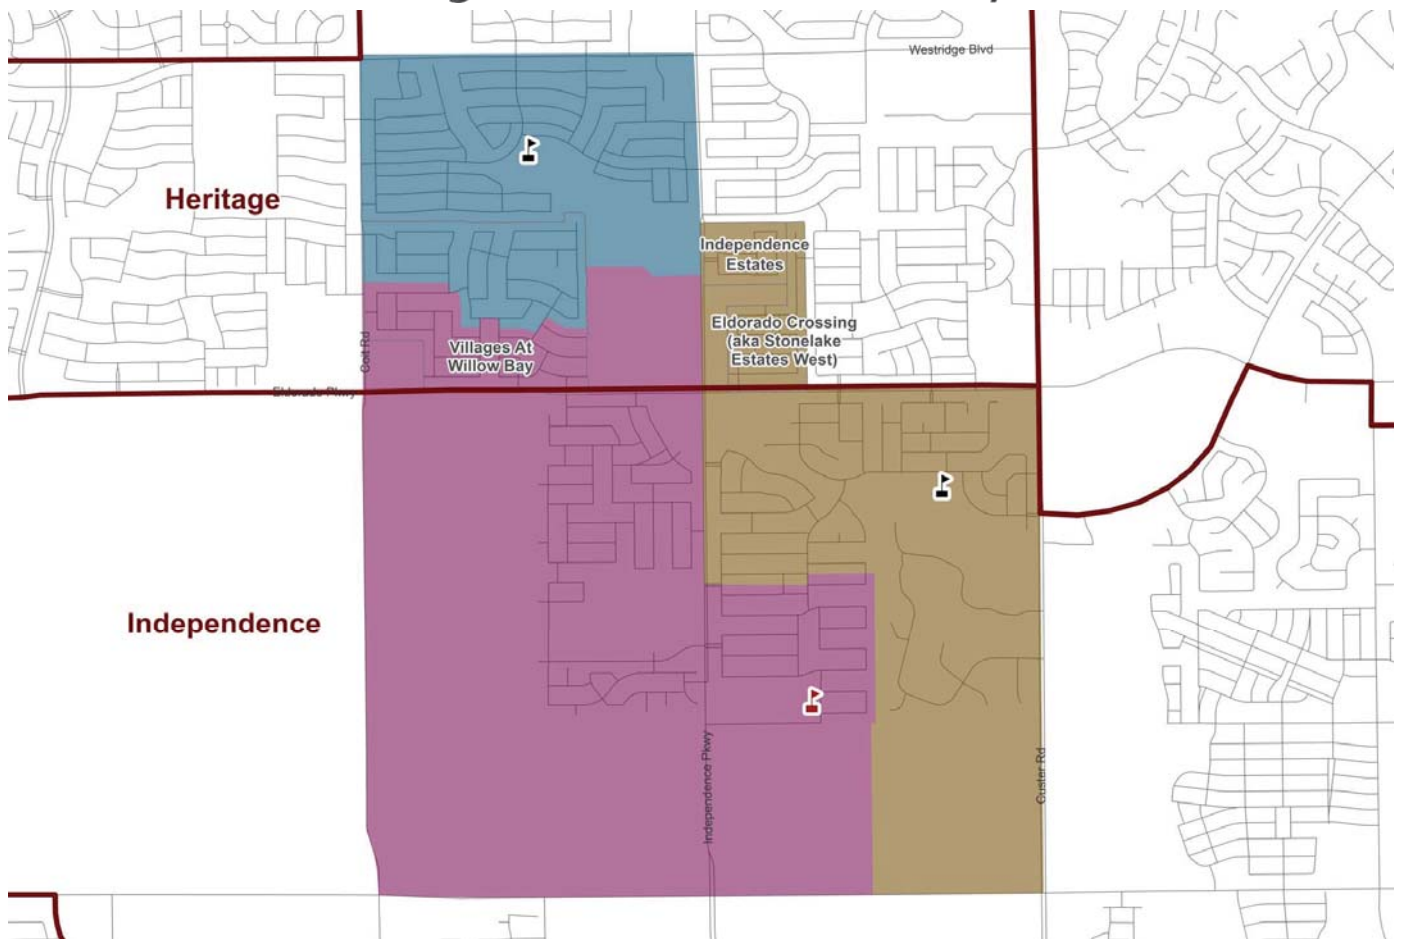 Westridge Blvd
Heritage
Independence
Estates
Eldorado Crossing
(aka Stonelake
Estates West)
Villages At
Willow Bay
Coit Rd
Eldorado Pkwy
Independence
Independence Pkwy
Custer Rd